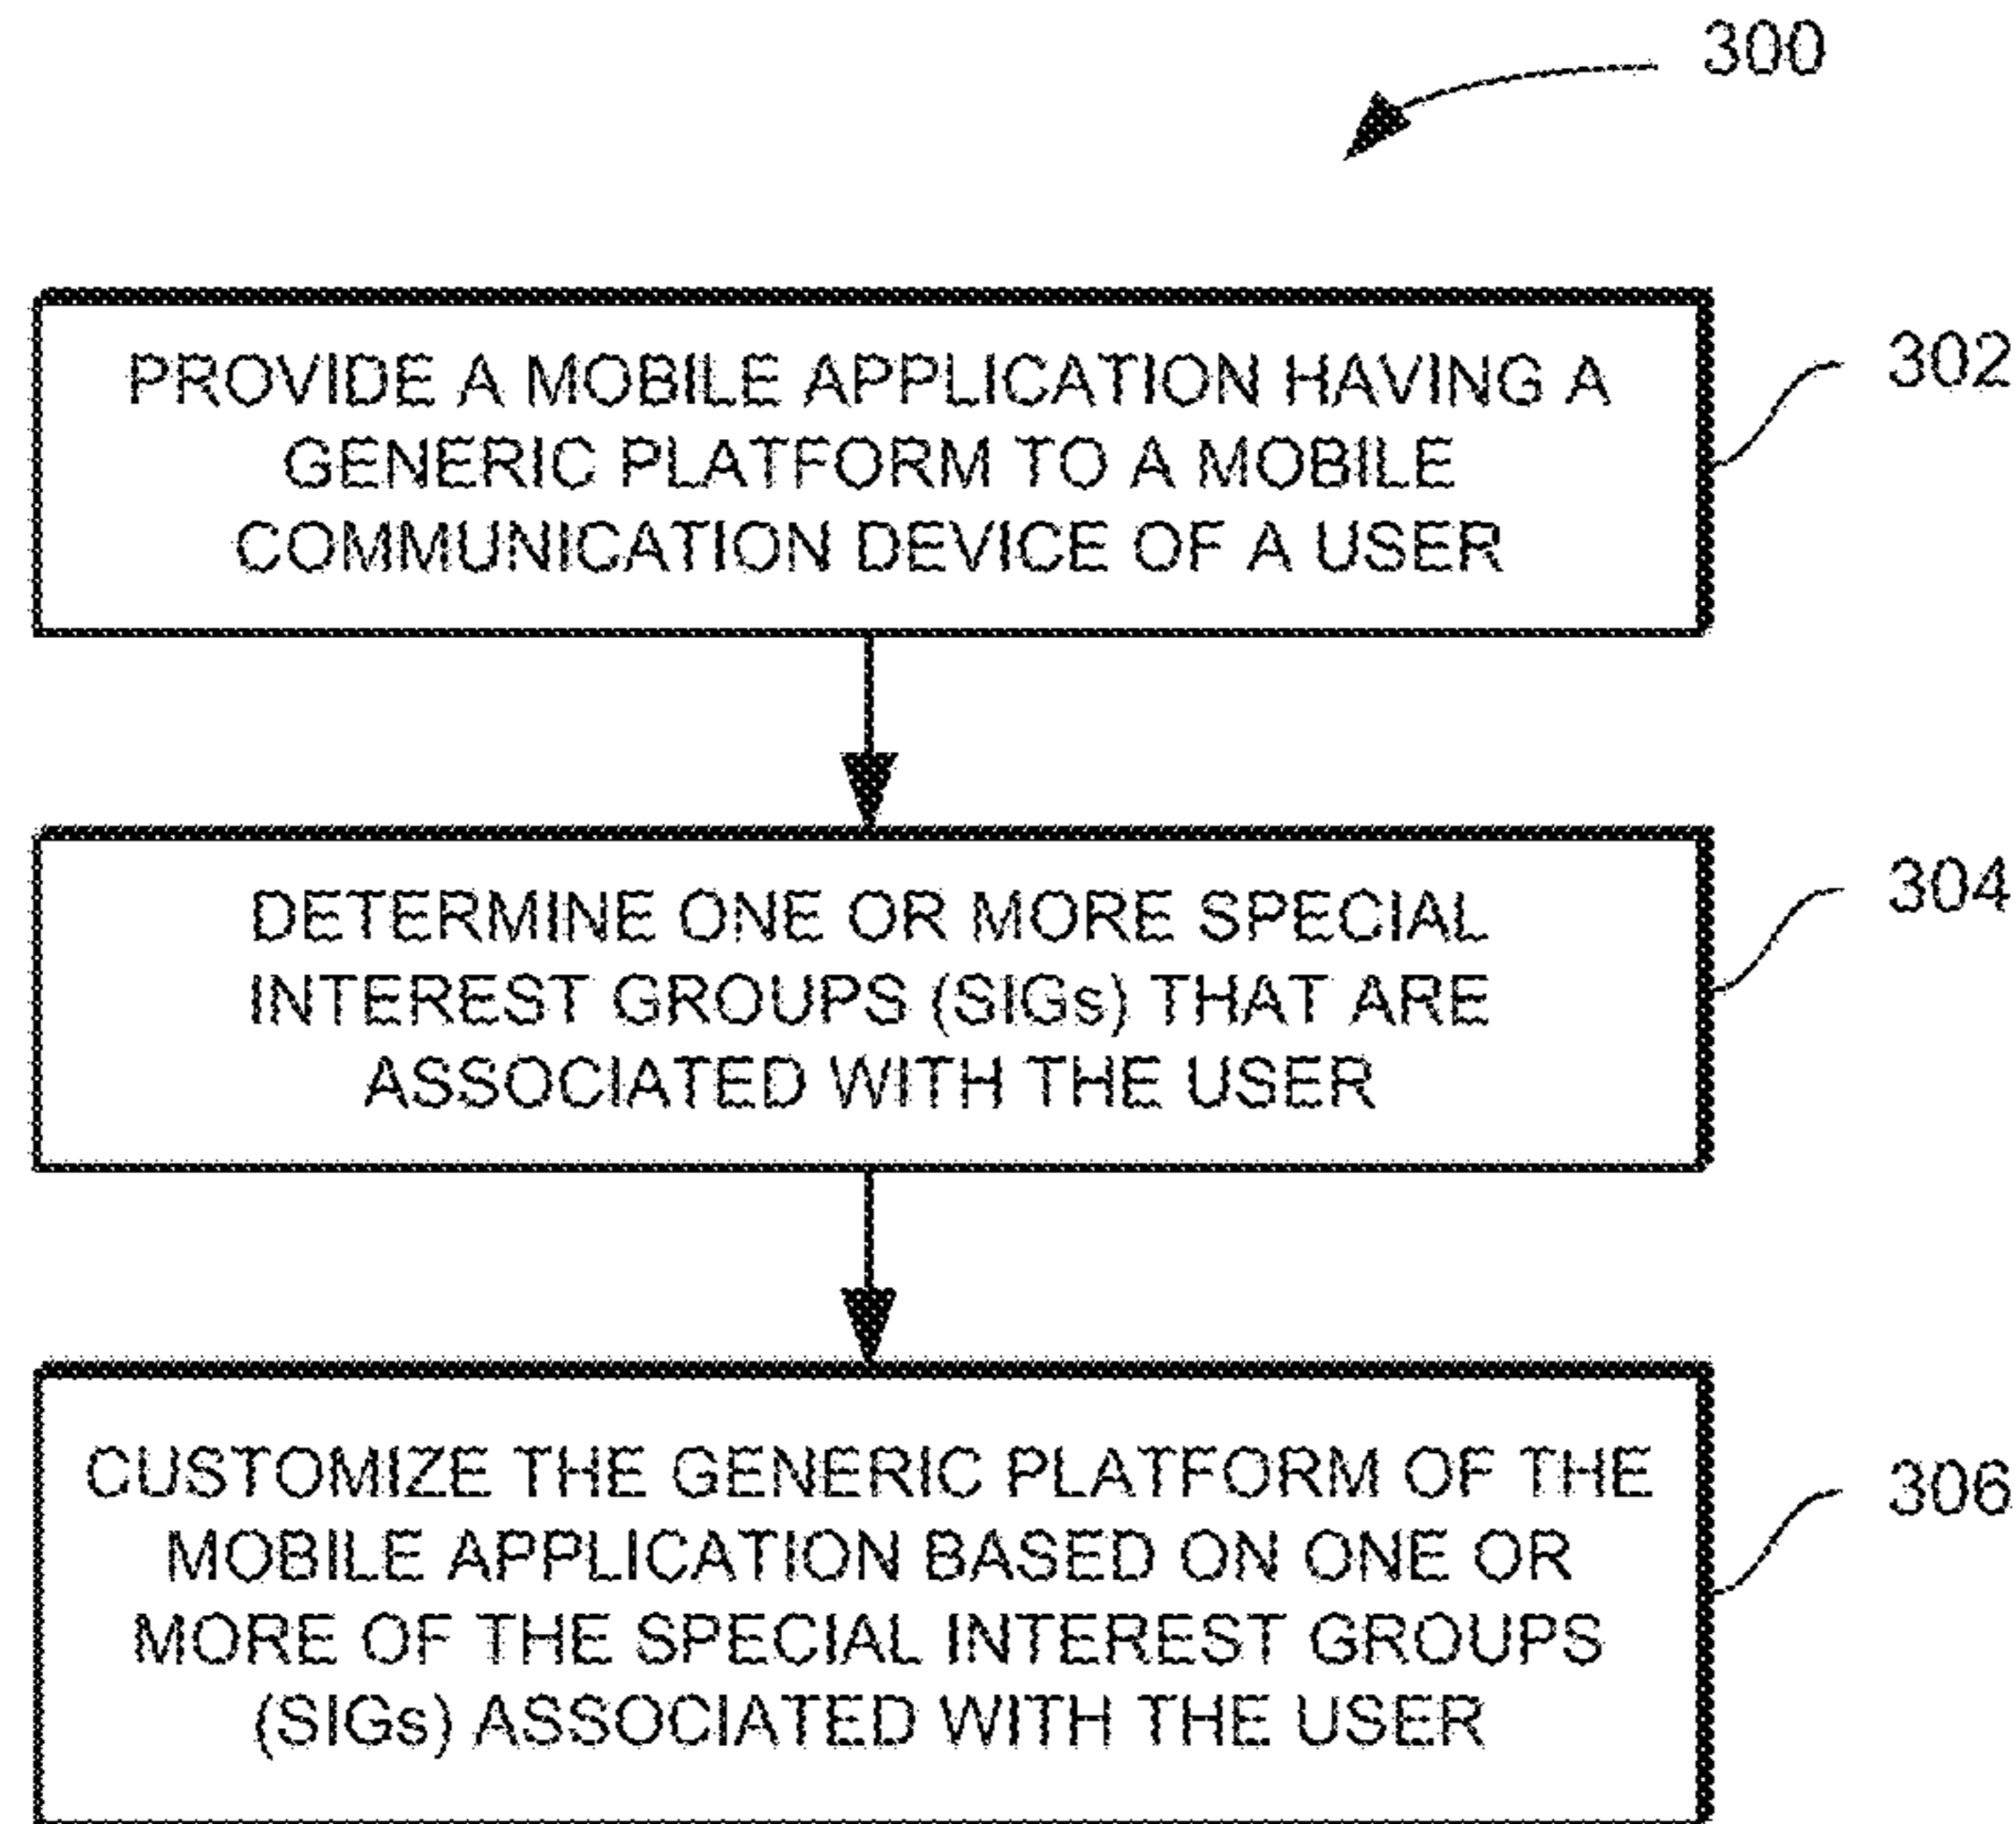 300
PROVIDE A MOBILE APPLICATION HAVING A
GENERIC PLATFORM TO A MOBILE
COMMUNICATION DEVICE OF A USER
302
DETERMINE ONE OR MORE SPECIAL
INTEREST GROUPS (SIGs) THAT ARE
ASSOCIATED WITH THE USER
304
CUSTOMIZE THE GENERIC PLATFORM OF THE
MOBILE APPLICATION BASED ON ONE OR
MORE OF THE SPECIAL INTEREST GROUPS
(SIGs) ASSOCIATED WITH THE USER
306